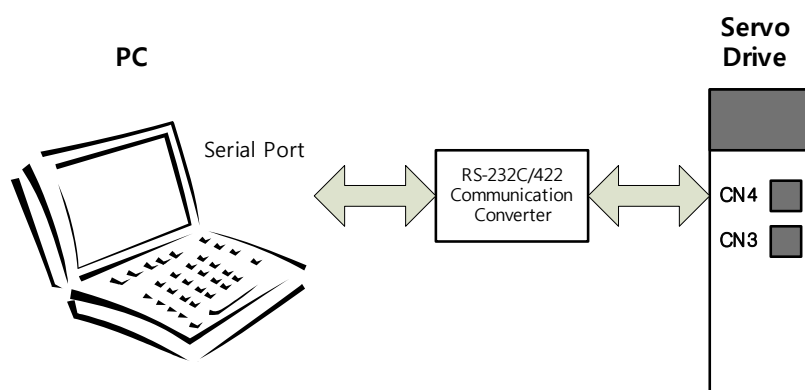 PC
Servo
Drive
Serial Port
RS-232C/422
Communication
Converter
CN4
CN3